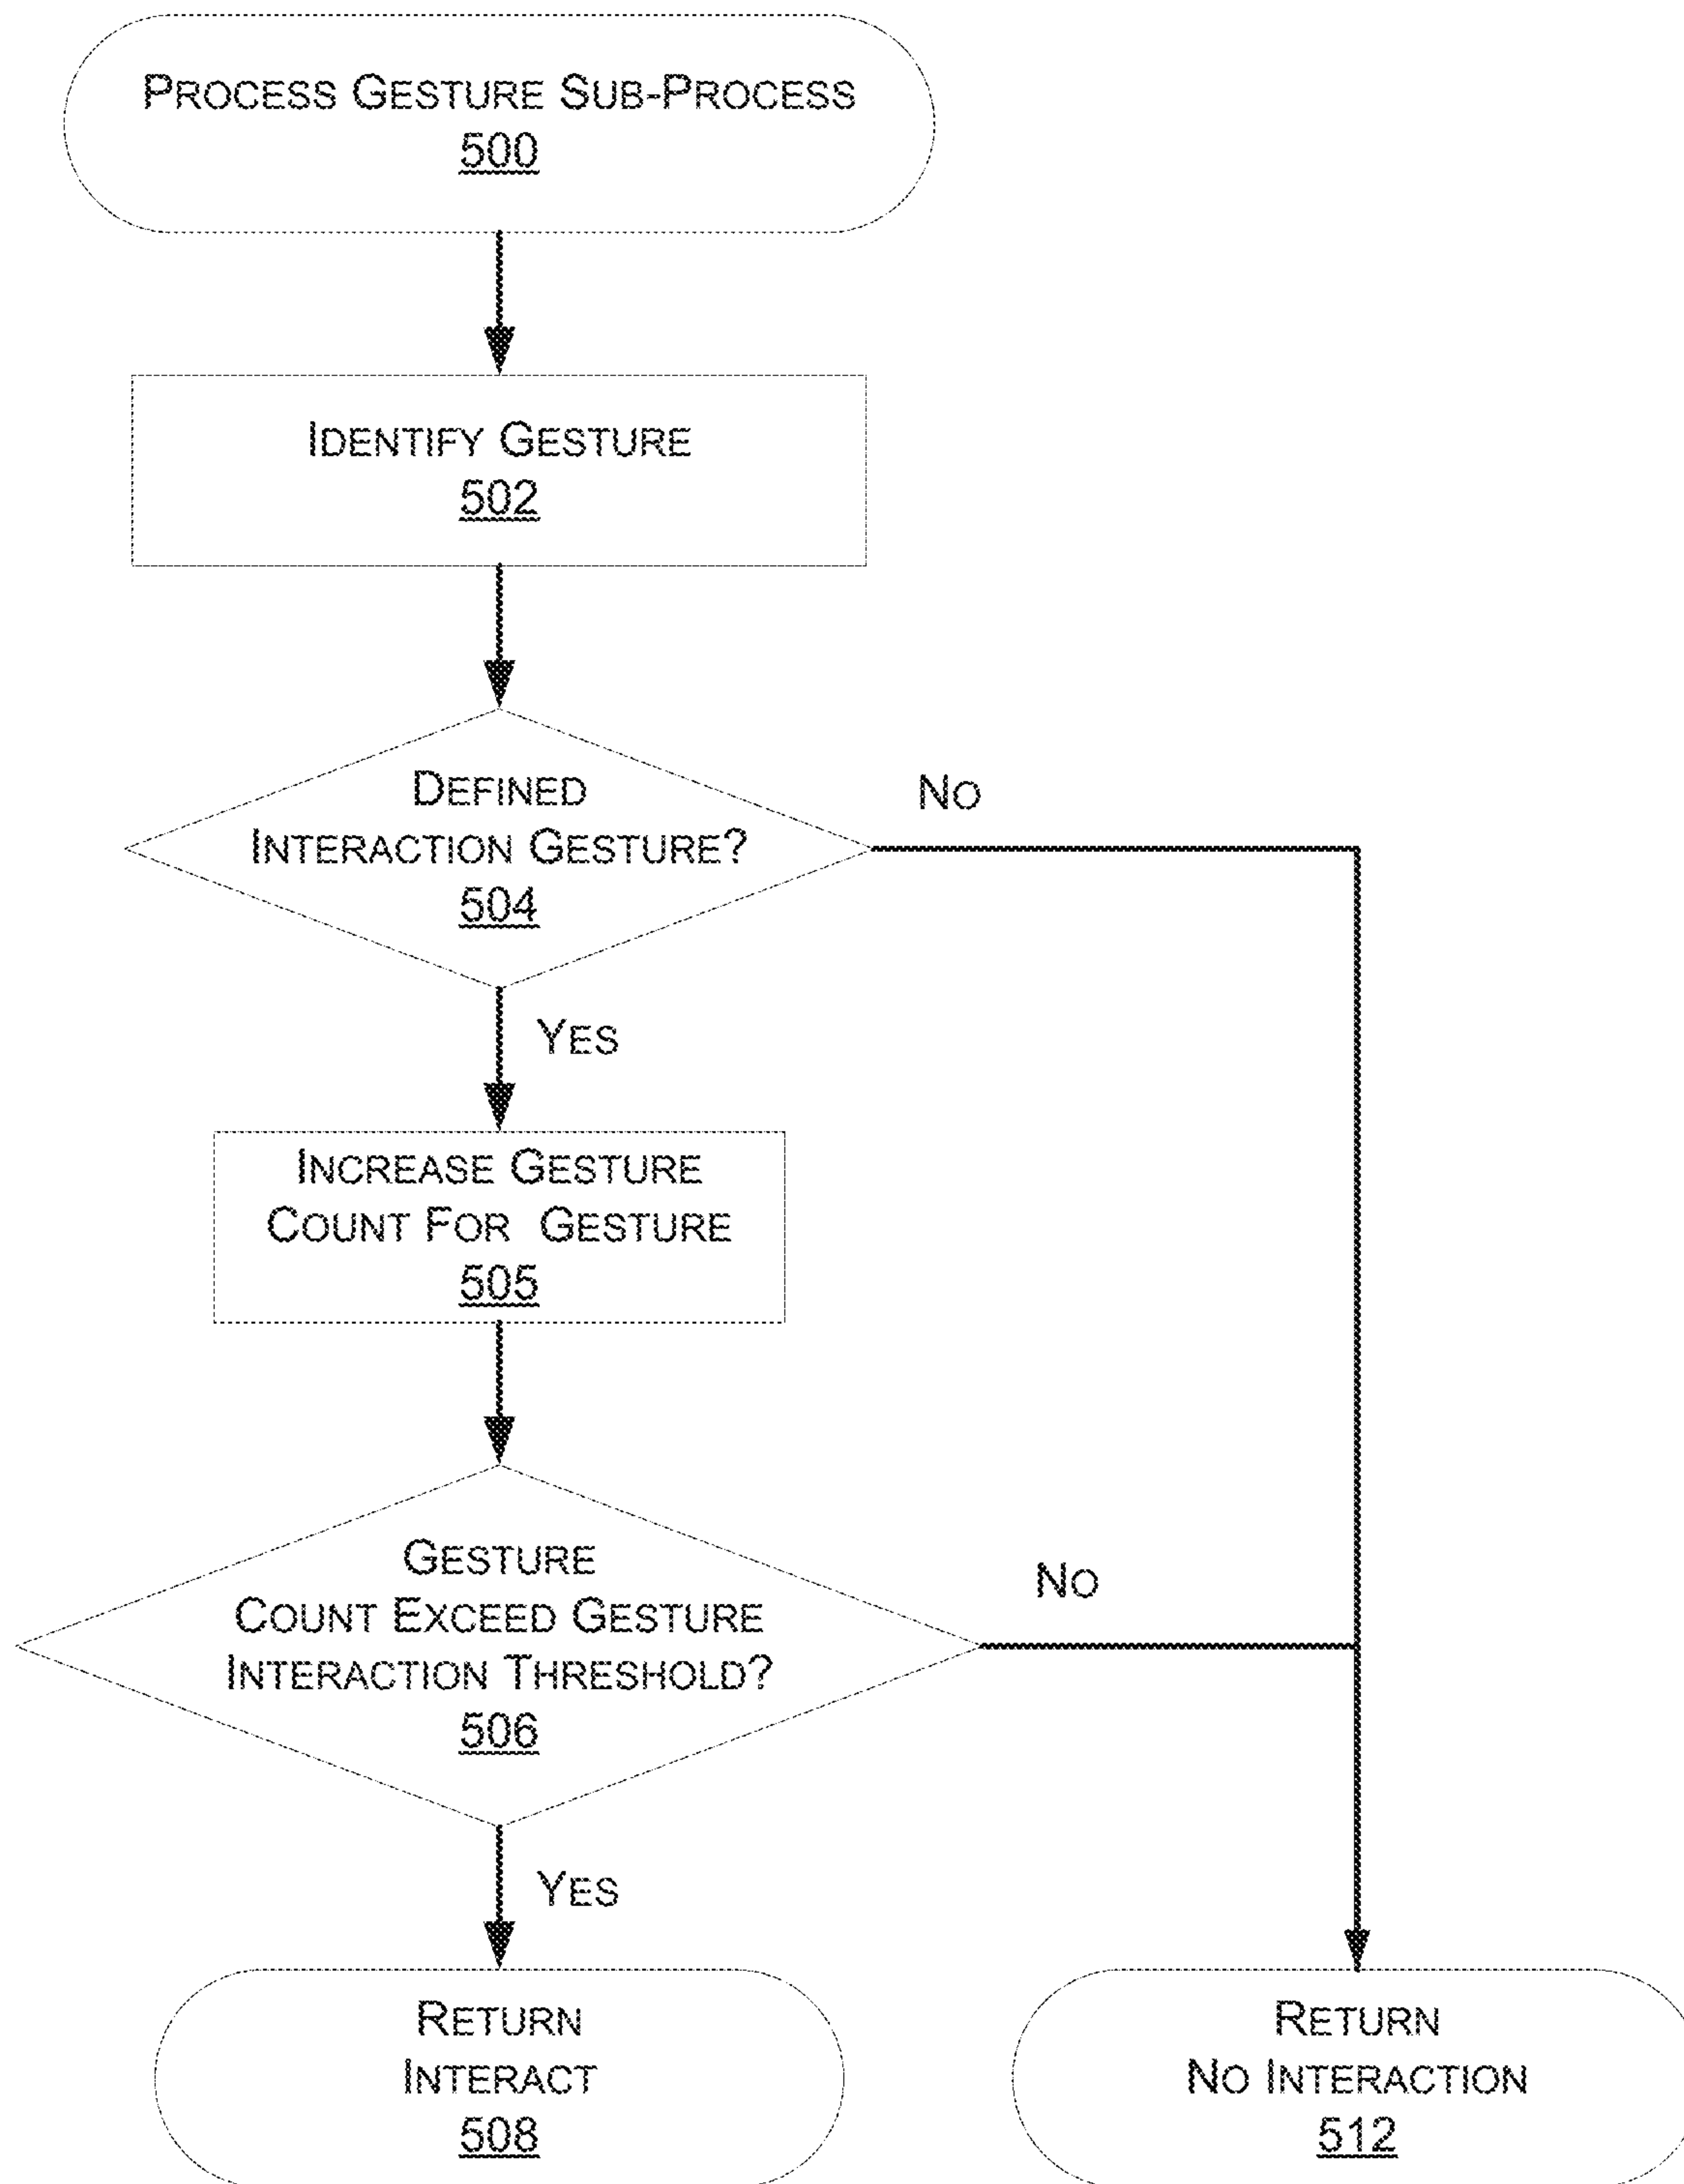 PROCESS GESTURE SUB-PROCESS
500
IDENTIFY GESTURE
502
DEFINED
INTERACTION GESTURE?
504
NO
YES
INCREASE GESTURE
COUNT FOR GESTURE
505
GESTURE
COUNT EXCEED GESTURE
INTERACTION THRESHOLD?
506
NO
YES
RETURN
INTERACT
508
RETURN
NO INTERACTION
512